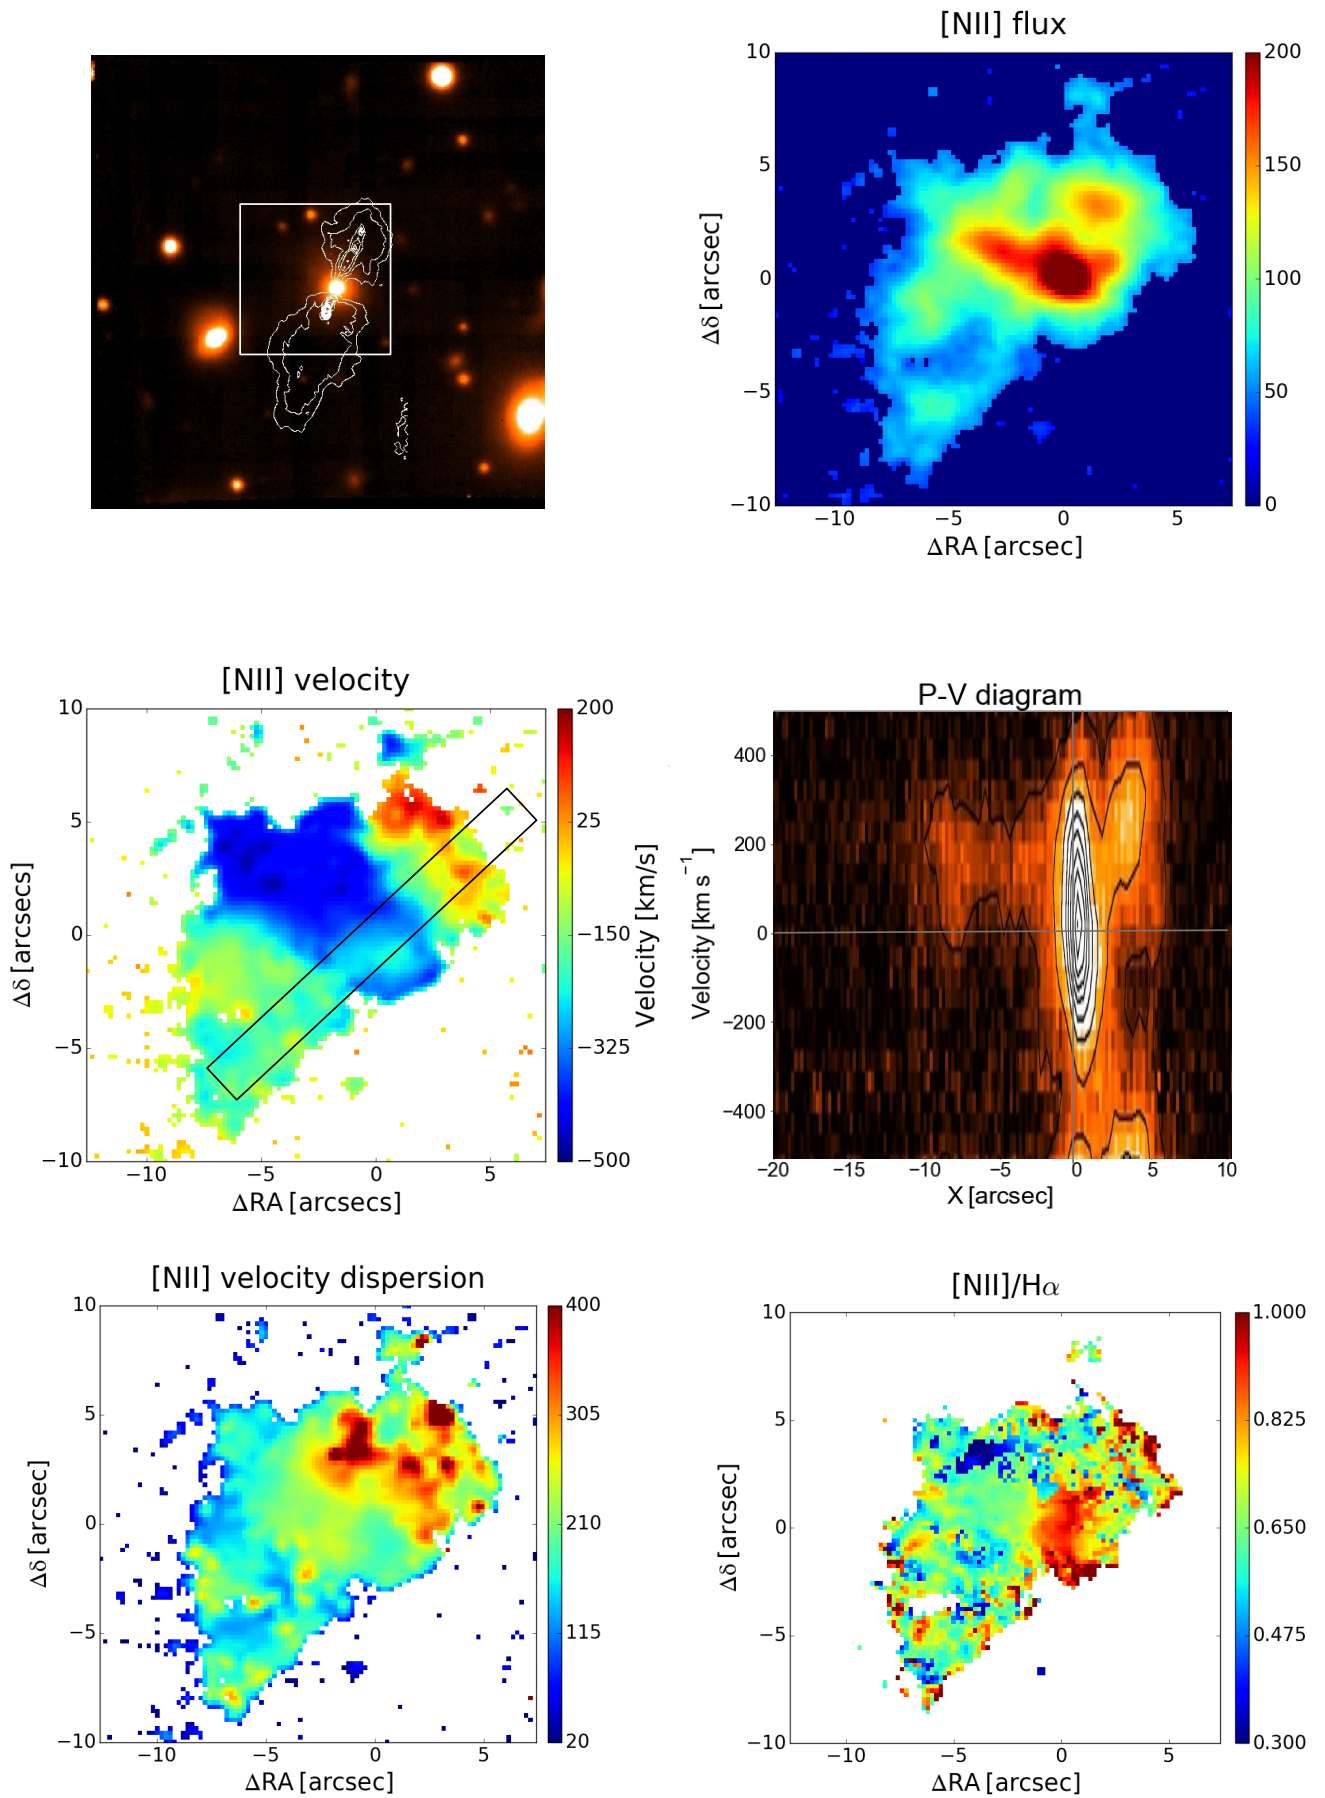 [NII] flux
10
5
0
−5
−10
Δδ [arcsec]
−10 −5 0 5
ΔRA [arcsec]
200
150
100
50
0
[NII] velocity
10
5
0
−5
−10
Δδ [arcsecs]
−10 −5 0 5
ΔRA [arcsecs]
200
25
−150
−325
−500
Velocity [km/s]
P-V diagram
400
200
0
−200
−400
Velocity [km s⁻¹]
−20 −15 −10 −5 0 5 10
X [arcsec]
[NII] velocity dispersion
10
5
0
−5
−10
Δδ [arcsec]
−10 −5 0 5
ΔRA [arcsec]
400
305
210
115
20
[NII]/Hα
10
5
0
−5
−10
Δδ [arcsec]
−10 −5 0 5
ΔRA [arcsec]
1.000
0.825
0.650
0.475
0.300